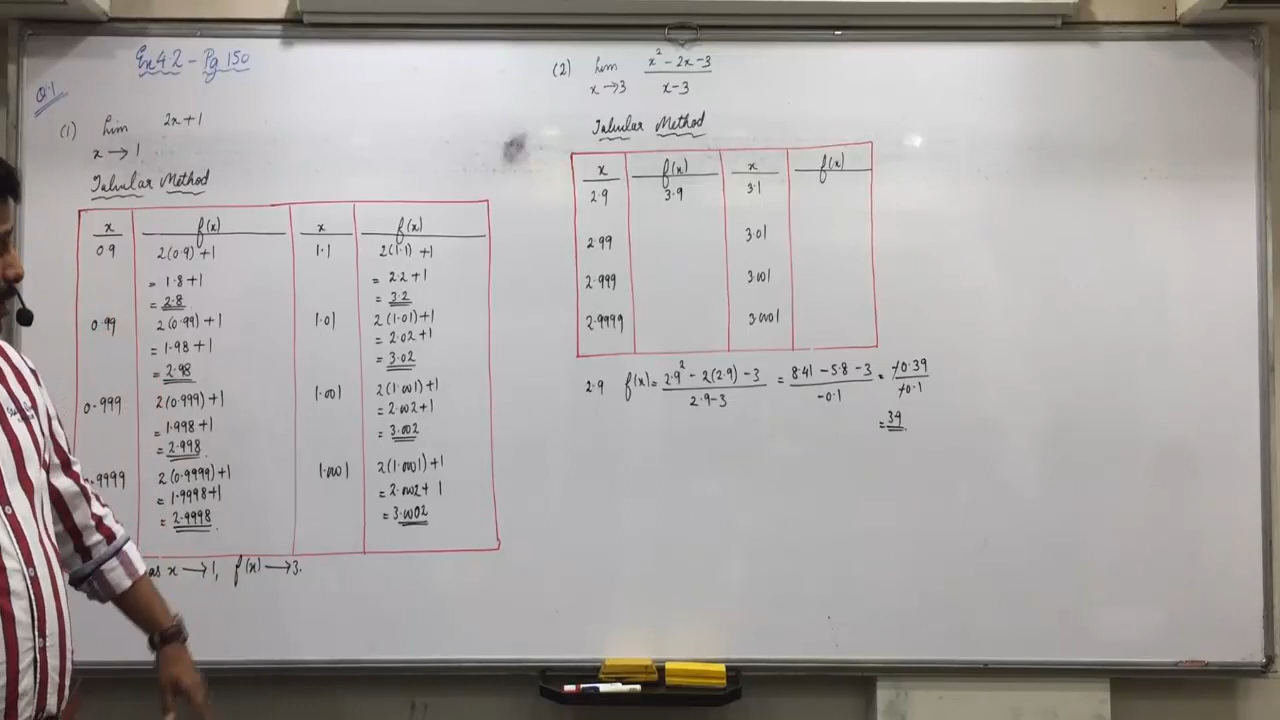 Ex 4.2 - Pg 150
Q.1
(1) lim 2x+1
x→1
Tabular Method
x f(x) x f(x)
0.9 2(0.9)+1 1.1 2(1.1)+1
= 1.8+1 = 2.2+1
= 2.8 = 3.2
0.99 2(0.99)+1 1.01 2(1.01)+1
= 1.98+1 = 2.02+1
= 2.98 = 3.02
0.999 2(0.999)+1 1.001 2(1.001)+1
= 1.998+1 = 2.002+1
= 2.998 = 3.002
0.9999 2(0.9999)+1 1.0001 2(1.0001)+1
= 1.9998+1 = 2.0002+1
= 2.9998 = 3.0002
as x→1, f(x)→3.
(2) lim x²-2x-3
x→3 x-3
Tabular Method
x f(x) x f(x)
2.9 3.9 3.1
2.99 3.01
2.999 3.001
2.9999 3.0001
2.9 f(x) = 2.9² - 2(2.9) - 3 = 8.41 - 5.8 - 3 = -0.39
2.9-3 -0.1 -0.1
= 39